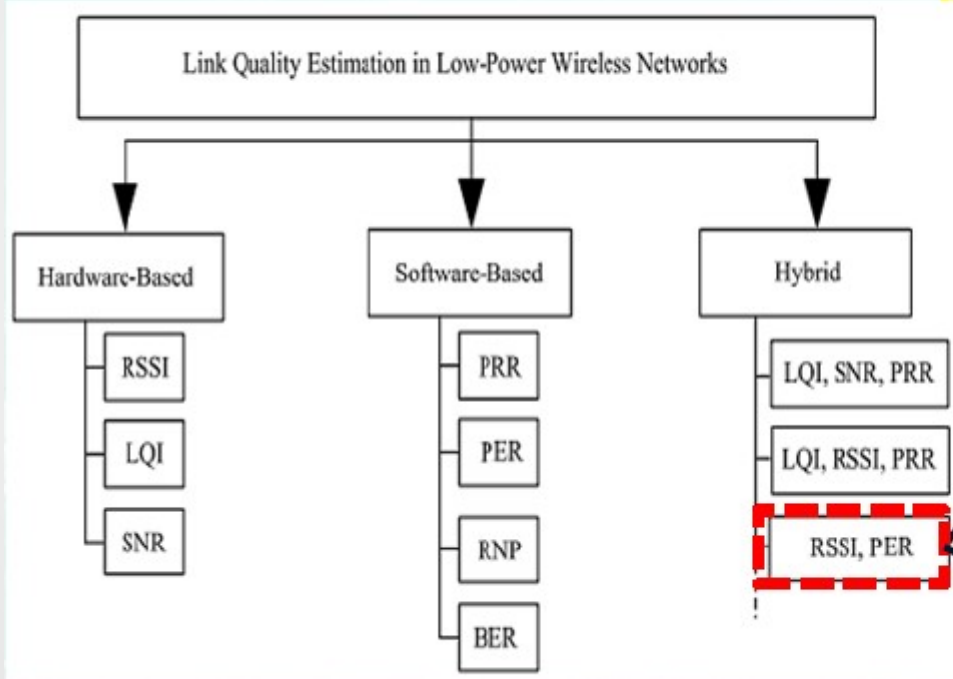 Link Quality Estimation in Low-Power Wireless Networks
Hardware-Based
RSSI
LQI
SNR
Software-Based
PRR
PER
RNP
BER
Hybrid
LQI, SNR, PRR
LQI, RSSI, PRR
RSSI, PER